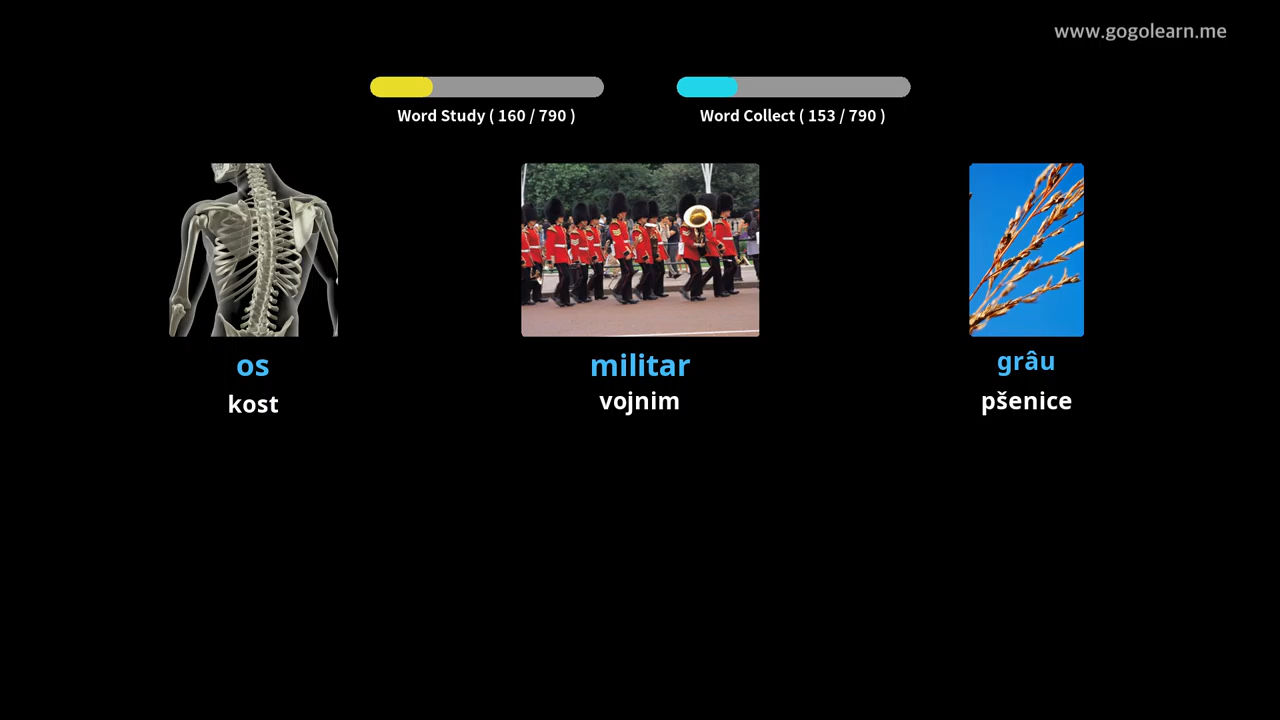 www.gogolearn.me
Word Study ( 160 / 790 )
Word Collect ( 153 / 790 )
os
kost
militar
vojnim
grâu
pšenice